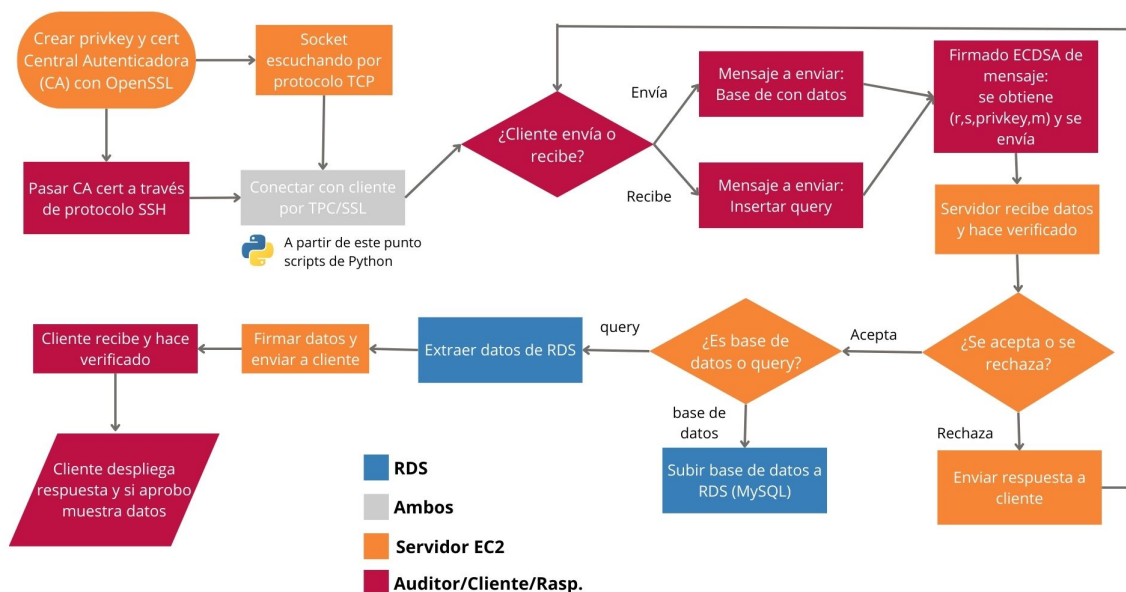 Crear privkey y cert
Central Autenticadora
(CA) con OpenSSL
Socket
escuchando por
protocolo TCP
Pasar CA cert a través
de protocolo SSH
Conectar con cliente
por TPC/SSL
A partir de este punto
scripts de Python
¿Cliente envía o
recibe?
Envía
Recibe
Mensaje a enviar:
Base de con datos
Mensaje a enviar:
Insertar query
Firmado ECDSA de
mensaje:
se obtiene
(r,s,privkey,m) y se
envía
Servidor recibe datos
y hace verificado
¿Se acepta o se
rechaza?
Acepta
Rechaza
Enviar respuesta a
cliente
¿Es base de
datos o query?
query
base de
datos
Subir base de datos a
RDS (MySQL)
Extraer datos de RDS
Firmar datos y
enviar a cliente
Cliente recibe y hace
verificado
Cliente despliega
respuesta y si aprobo
muestra datos
RDS
Ambos
Servidor EC2
Auditor/Cliente/Rasp.